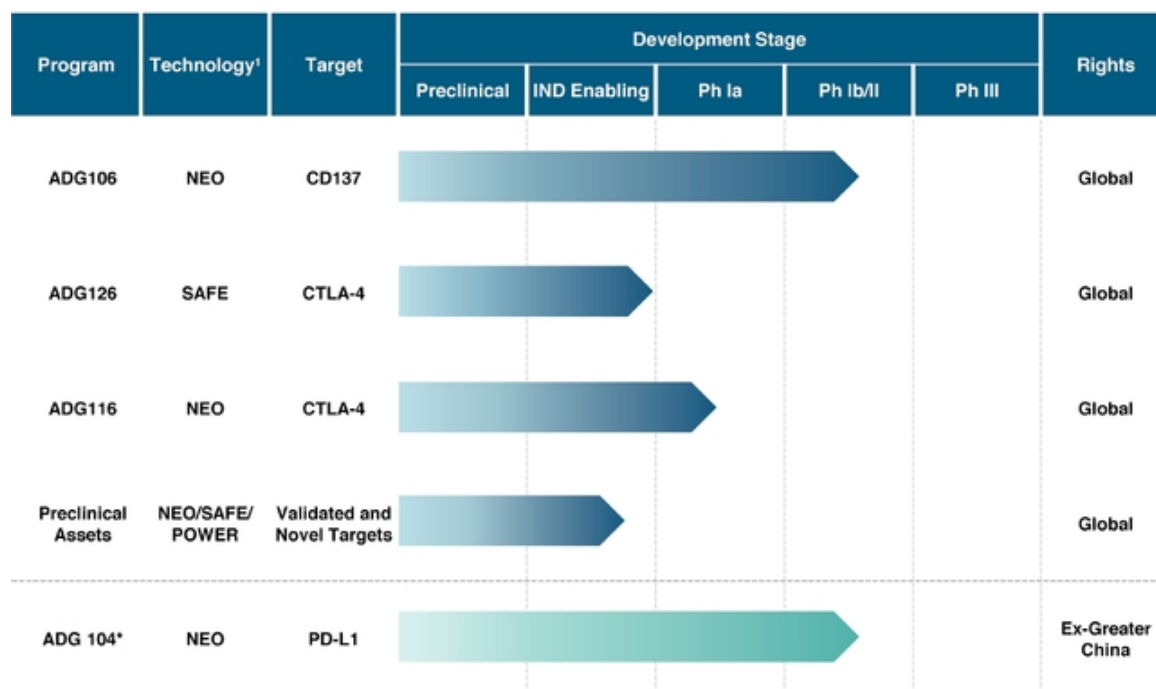 Program
Technology¹
Target
Development Stage
Rights
Preclinical
IND Enabling
Ph Ia
Ph Ib/II
Ph III
ADG106
NEO
CD137
Global
ADG126
SAFE
CTLA-4
Global
ADG116
NEO
CTLA-4
Global
Preclinical
Assets
NEO/SAFE/
POWER
Validated and
Novel Targets
Global
ADG 104*
NEO
PD-L1
Ex-Greater
China